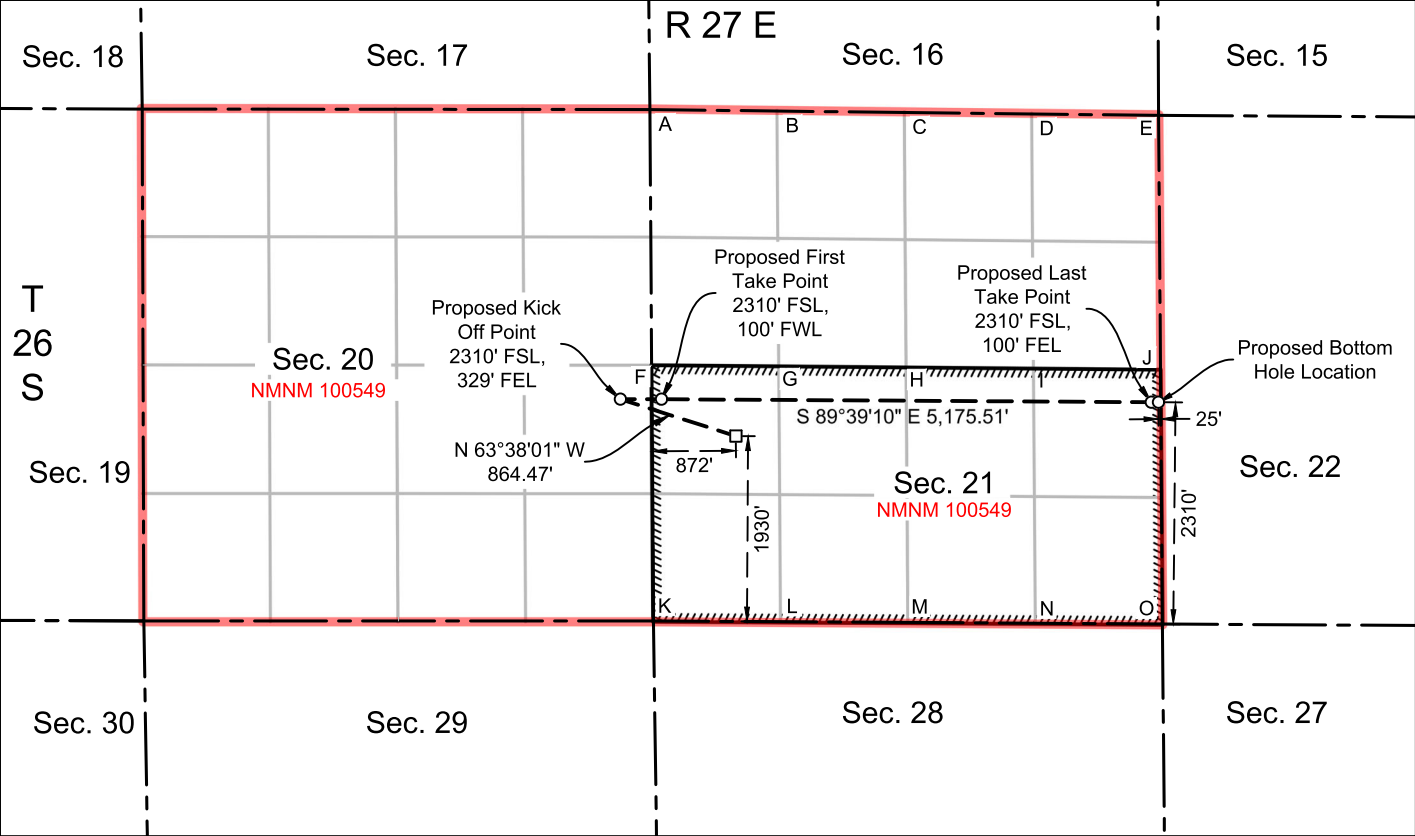 R 27 E
Sec. 18
Sec. 17
Sec. 16
Sec. 15
A
B
C
D
E
T
26
S
Proposed Kick
Off Point
2310' FSL,
329' FEL
Proposed First
Take Point
2310' FSL,
100' FWL
Proposed Last
Take Point
2310' FSL,
100' FEL
Proposed Bottom
Hole Location
Sec. 20
NMNM 100549
F
G
H
I
J
S 89°39'10" E 5,175.51'
25'
N 63°38'01" W
864.47'
872'
1930'
2310'
Sec. 19
Sec. 21
NMNM 100549
Sec. 22
K
L
M
N
O
Sec. 30
Sec. 29
Sec. 28
Sec. 27